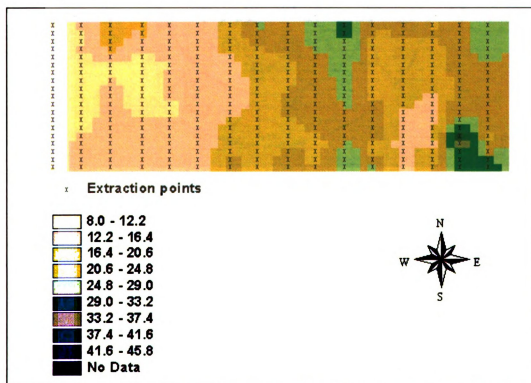 x Extraction points
8.0 - 12.2
12.2 - 16.4
16.4 - 20.6
20.6 - 24.8
24.8 - 29.0
29.0 - 33.2
33.2 - 37.4
37.4 - 41.6
41.6 - 45.8
No Data
N
W E
S